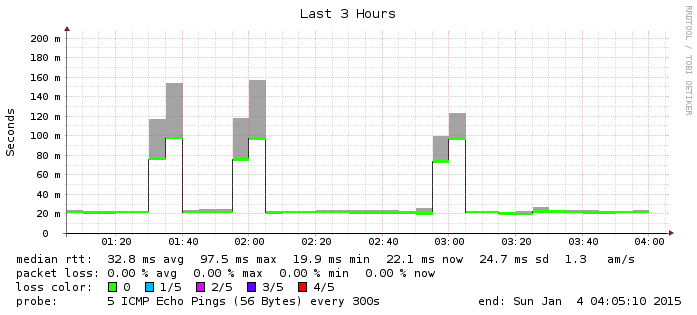 Last 3 Hours
RRDTOOL / TOBI OETIKER
Seconds
200 m
180 m
160 m
140 m
120 m
100 m
80 m
60 m
40 m
20 m
0
01:20 01:40 02:00 02:20 02:40 03:00 03:20 03:40 04:00
median rtt: 32.8 ms avg 97.5 ms max 19.9 ms min 22.1 ms now 24.7 ms sd 1.3 am/s
packet loss: 0.00 % avg 0.00 % max 0.00 % min 0.00 % now
loss color: 0 1/5 2/5 3/5 4/5
probe: 5 ICMP Echo Pings (56 Bytes) every 300s end: Sun Jan 4 04:05:10 2015